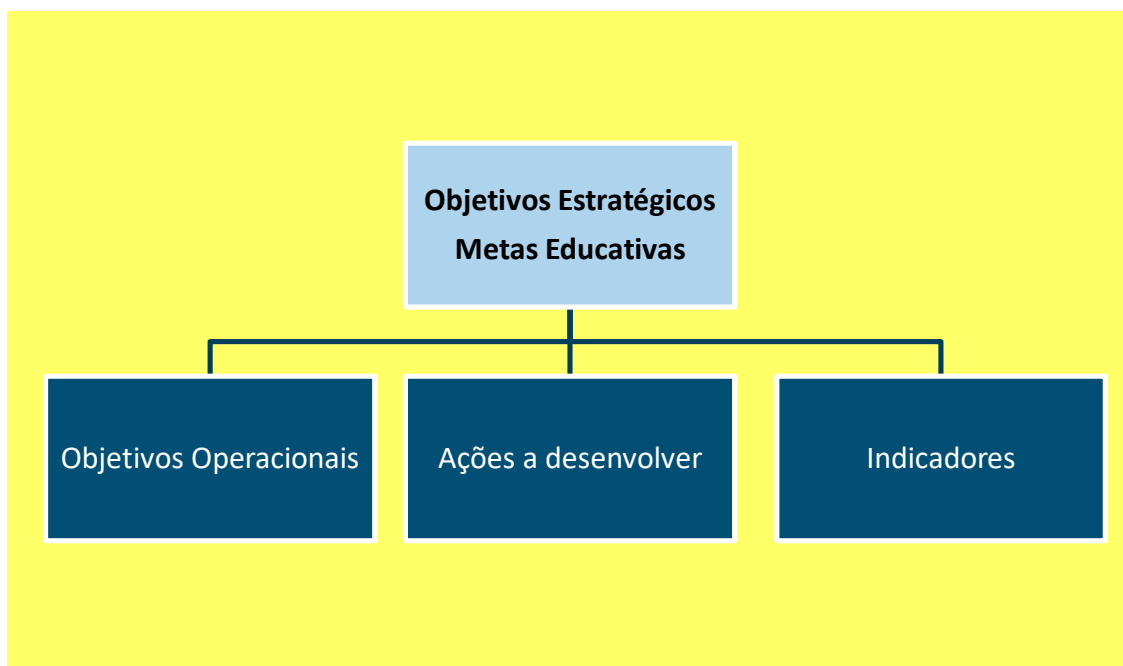 Objetivos Estratégicos
Metas Educativas
Objetivos Operacionais
Ações a desenvolver
Indicadores